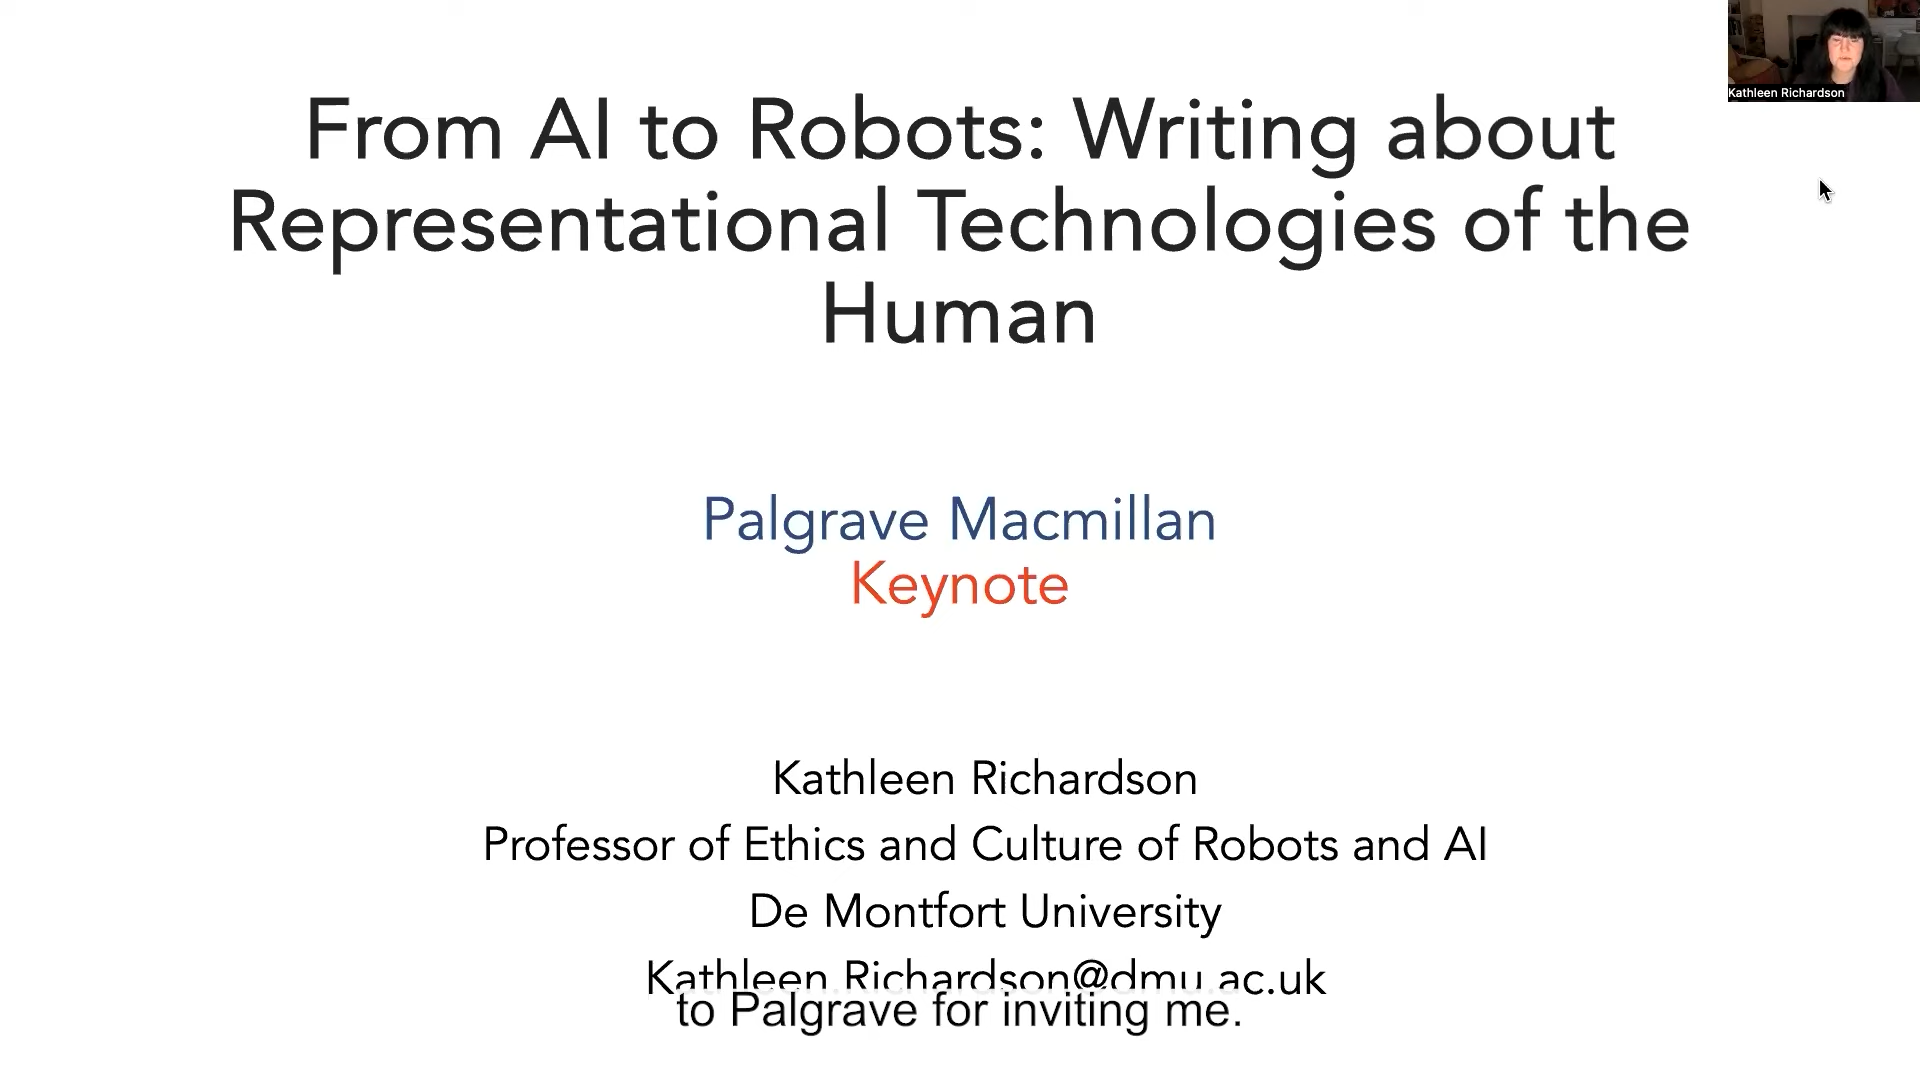 From AI to Robots: Writing about
Representational Technologies of the
Human
Kathleen Richardson
Palgrave Macmillan
Keynote
Kathleen Richardson
Professor of Ethics and Culture of Robots and AI
De Montfort University
Kathleen.Richardson@dmu.ac.uk
to Palgrave for inviting me.